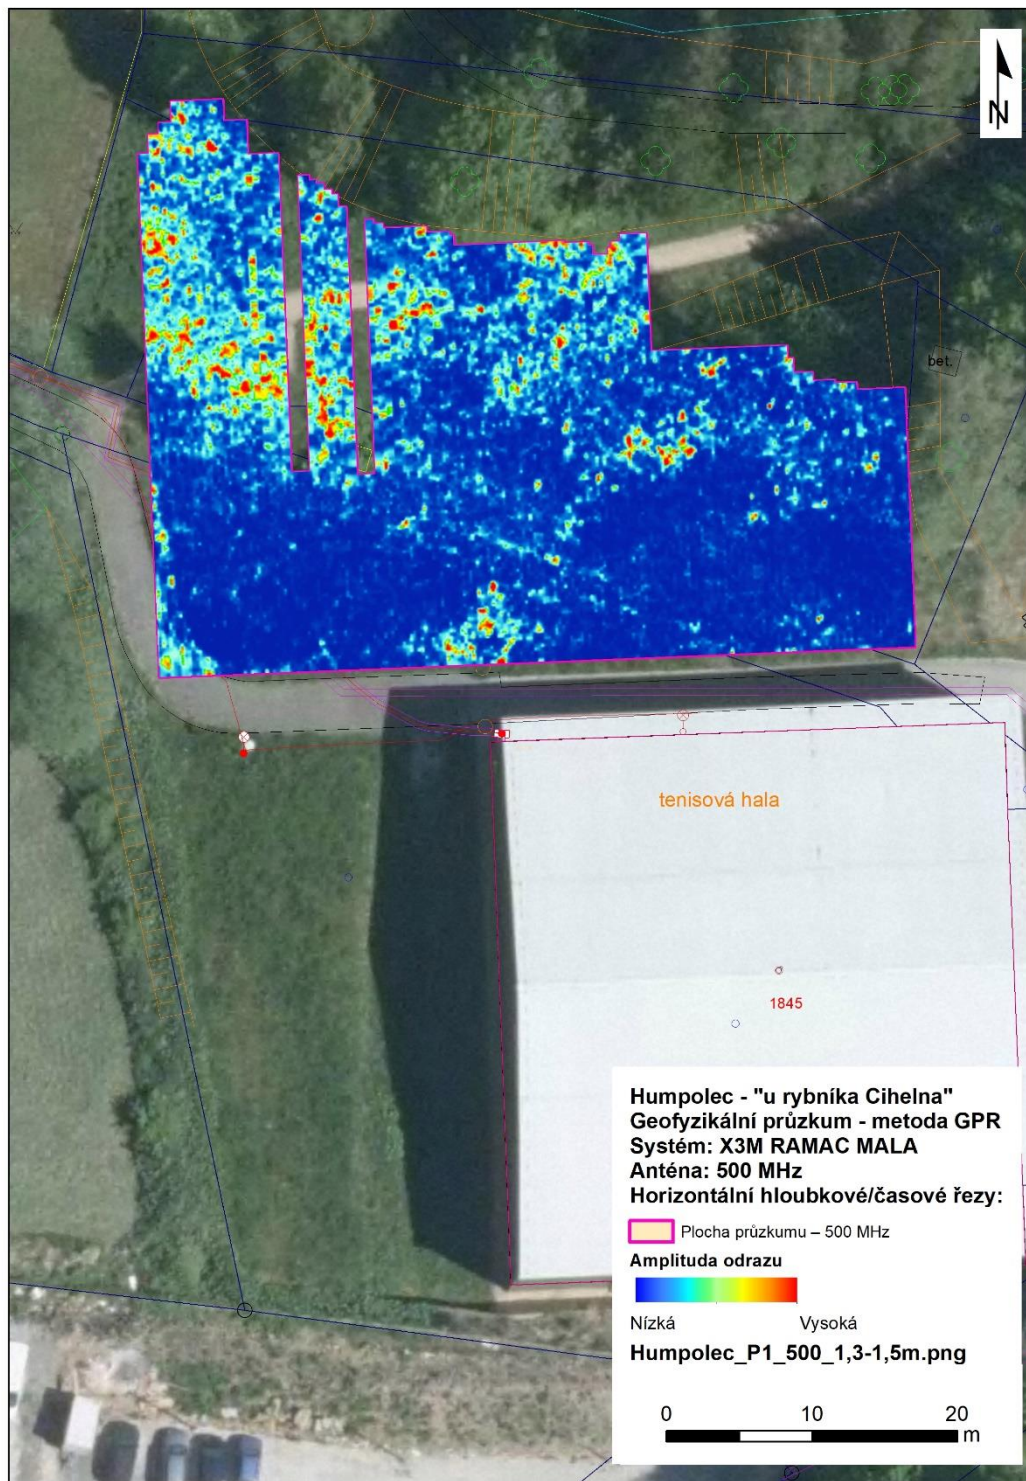 N
bet.
tenisová hala
1845
Humpolec - "u rybníka Cihelna"
Geofyzikální průzkum - metoda GPR
Systém: X3M RAMAC MALA
Anténa: 500 MHz
Horizontální hloubkové/časové řezy:
Plocha průzkumu – 500 MHz
Amplituda odrazu
Nízká Vysoká
Humpolec_P1_500_1,3-1,5m.png
0 10 20
m